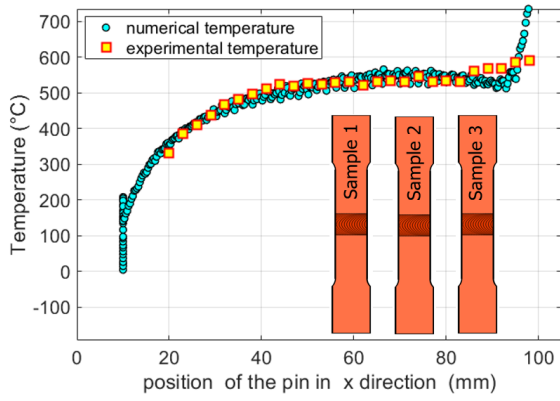 numerical temperature
experimental temperature
700
600
500
400
300
200
100
0
-100
Temperature (°C)
Sample 1
Sample 2
Sample 3
0 20 40 60 80 100
position of the pin in x direction (mm)